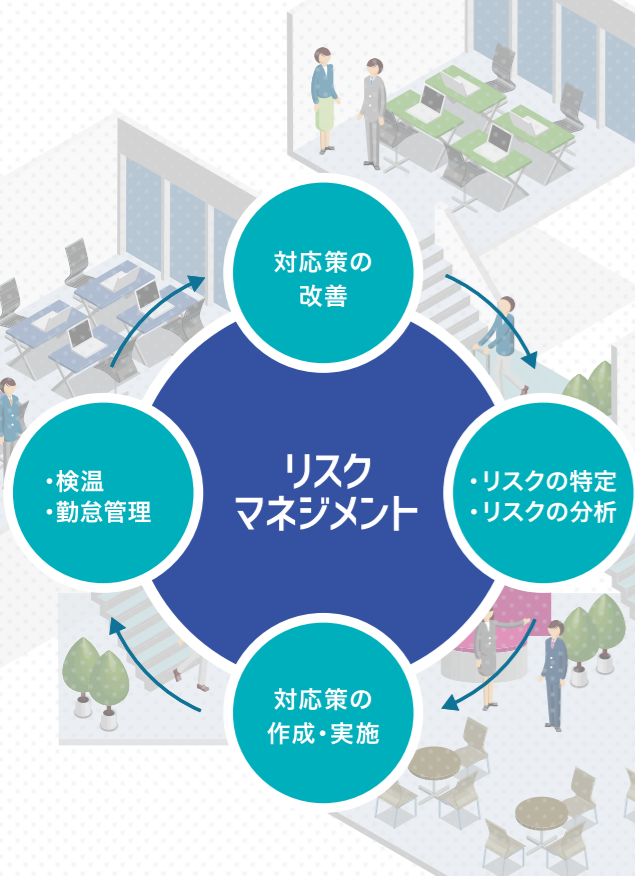 対応策の
改善
リスク
マネジメント
・リスクの特定
・リスクの分析
対応策の
作成・実施
・検温
・勤怠管理